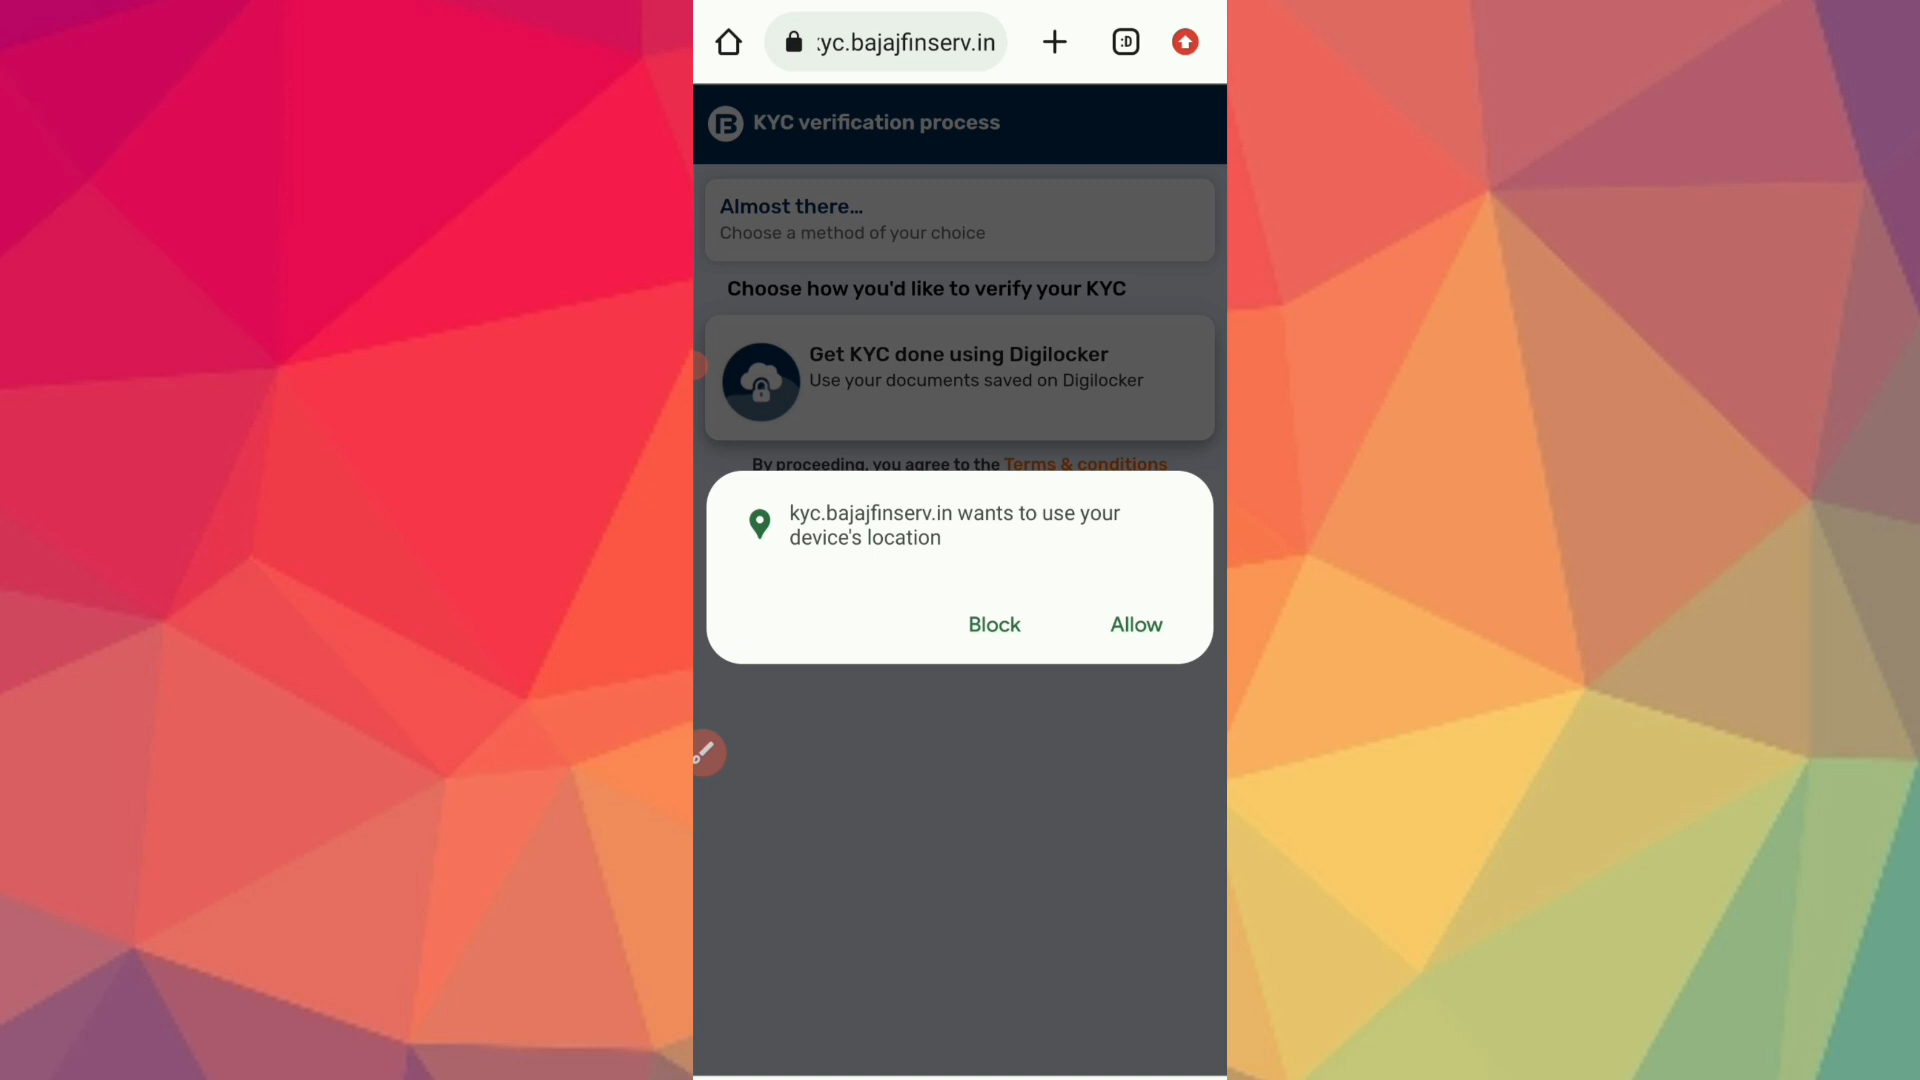 :yc.bajajfinserv.in
:D
KYC verification process
Almost there...
Choose a method of your choice
Choose how you'd like to verify your KYC
Get KYC done using Digilocker
Use your documents saved on Digilocker
By proceeding, you agree to the Terms & conditions
kyc.bajajfinserv.in wants to use your
device's location
Block
Allow